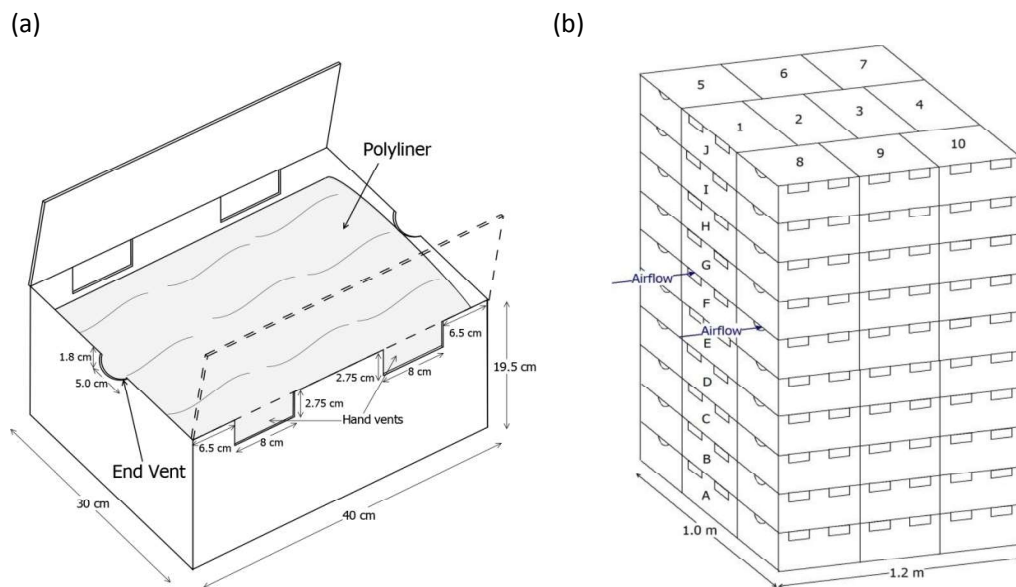 (a)
(b)
Polyliner
1.8 cm
5.0 cm
End Vent
6.5 cm
8 cm
2.75 cm
Hand vents
2.75 cm
8 cm
6.5 cm
19.5 cm
30 cm
40 cm
5
6
7
1
2
3
4
8
9
10
J
I
H
G
Airflow
F
Airflow
E
D
C
B
A
1.0 m
1.2 m